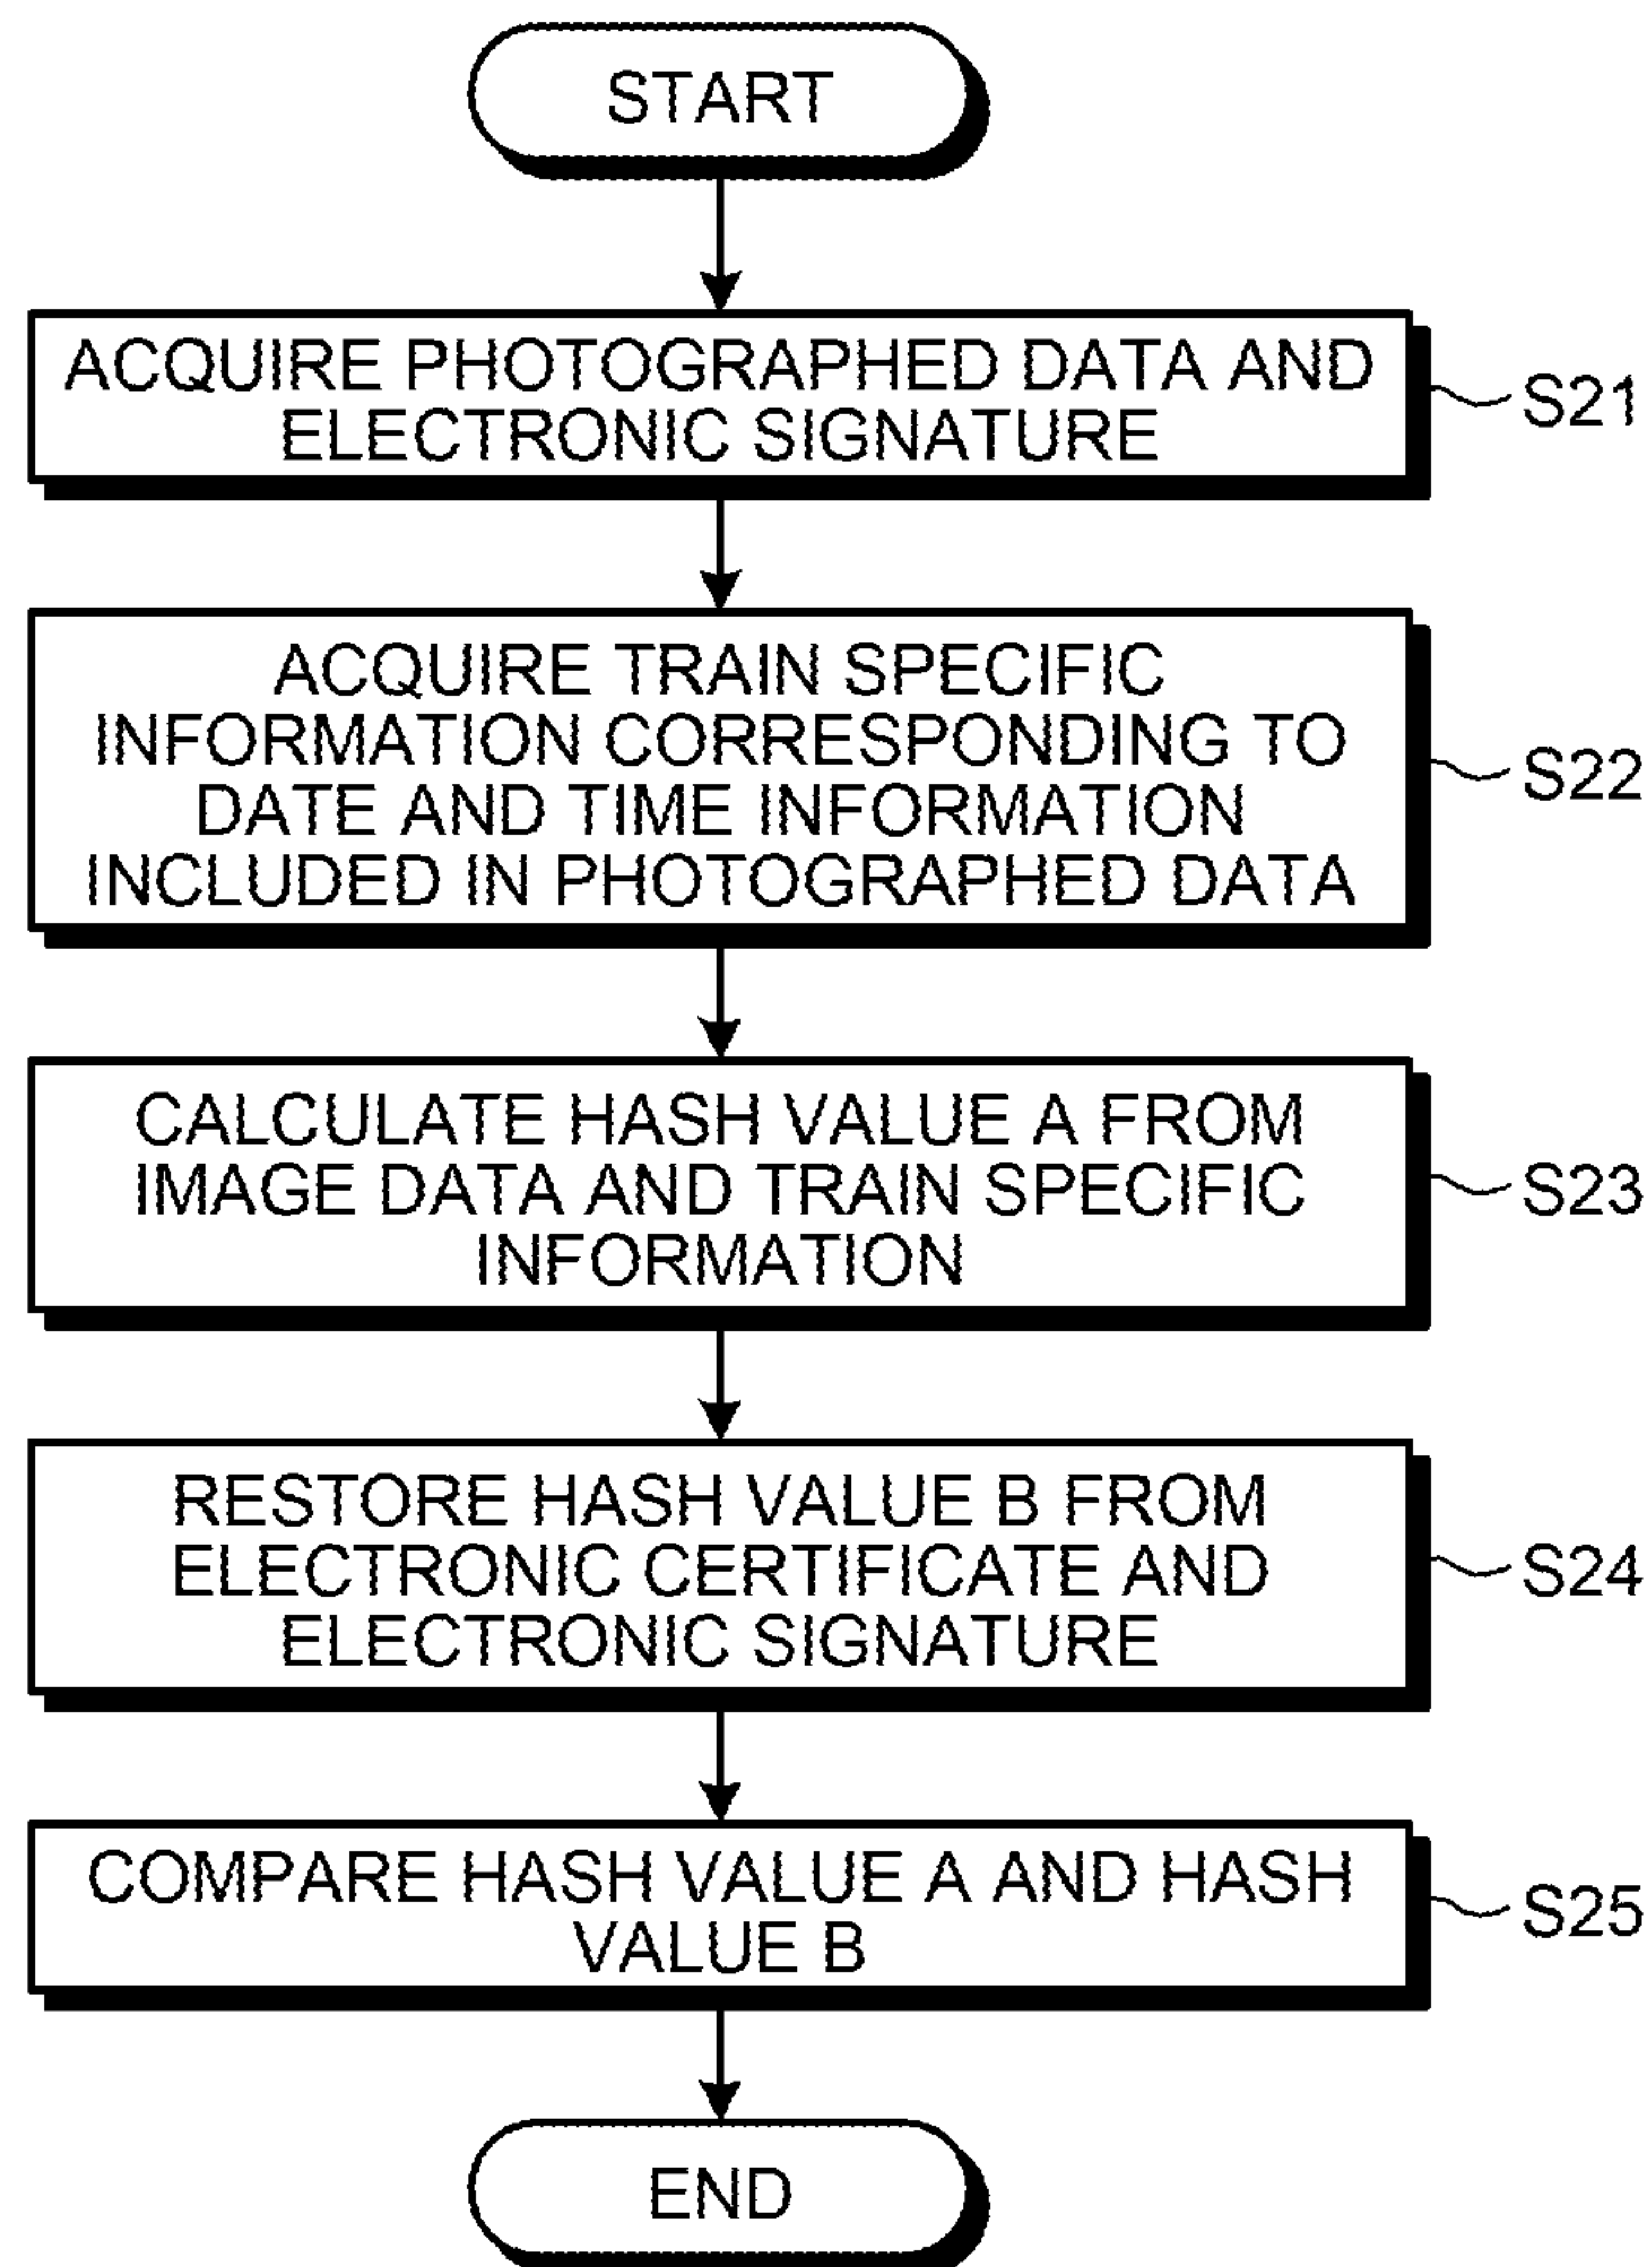 START
ACQUIRE PHOTOGRAPHED DATA AND
ELECTRONIC SIGNATURE
S21
ACQUIRE TRAIN SPECIFIC
INFORMATION CORRESPONDING TO
DATE AND TIME INFORMATION
INCLUDED IN PHOTOGRAPHED DATA
S22
CALCULATE HASH VALUE A FROM
IMAGE DATA AND TRAIN SPECIFIC
INFORMATION
S23
RESTORE HASH VALUE B FROM
ELECTRONIC CERTIFICATE AND
ELECTRONIC SIGNATURE
S24
COMPARE HASH VALUE A AND HASH
VALUE B
S25
END